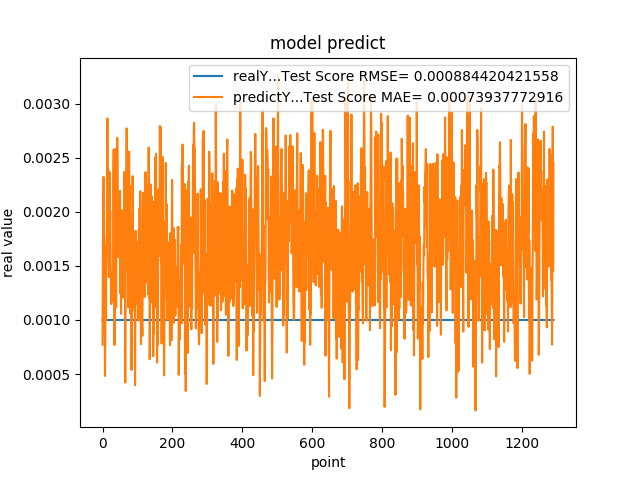 model predict
realY...Test Score RMSE= 0.000884420421558
predictY...Test Score MAE= 0.00073937772916
0.0030
0.0025
0.0020
0.0015
0.0010
0.0005
real value
0 200 400 600 800 1000 1200
point